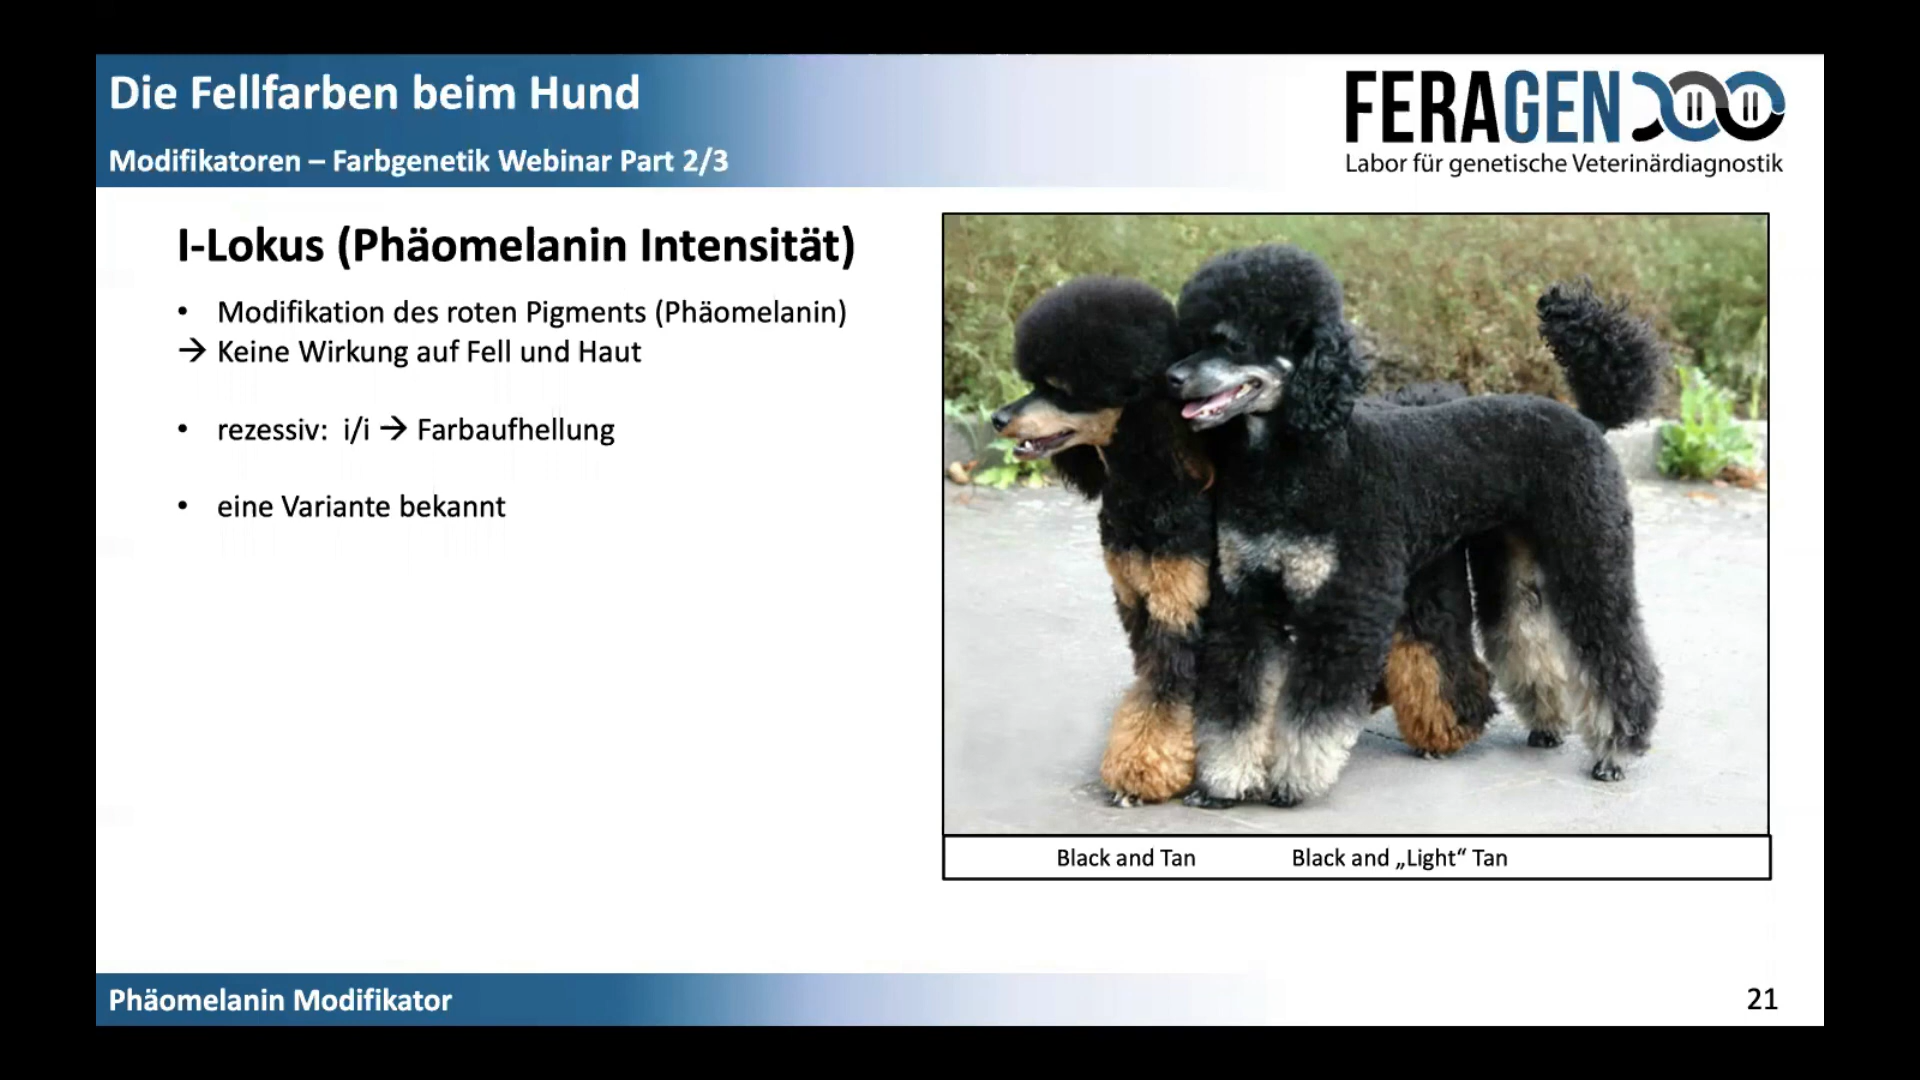 Die Fellfarben beim Hund
Modifikatoren – Farbgenetik Webinar Part 2/3
FERAGEN
Labor für genetische Veterinärdiagnostik
I-Lokus (Phäomelanin Intensität)
• Modifikation des roten Pigments (Phäomelanin)
→ Keine Wirkung auf Fell und Haut
• rezessiv: i/i → Farbaufhellung
• eine Variante bekannt
Black and Tan
Black and „Light“ Tan
Phäomelanin Modifikator
21